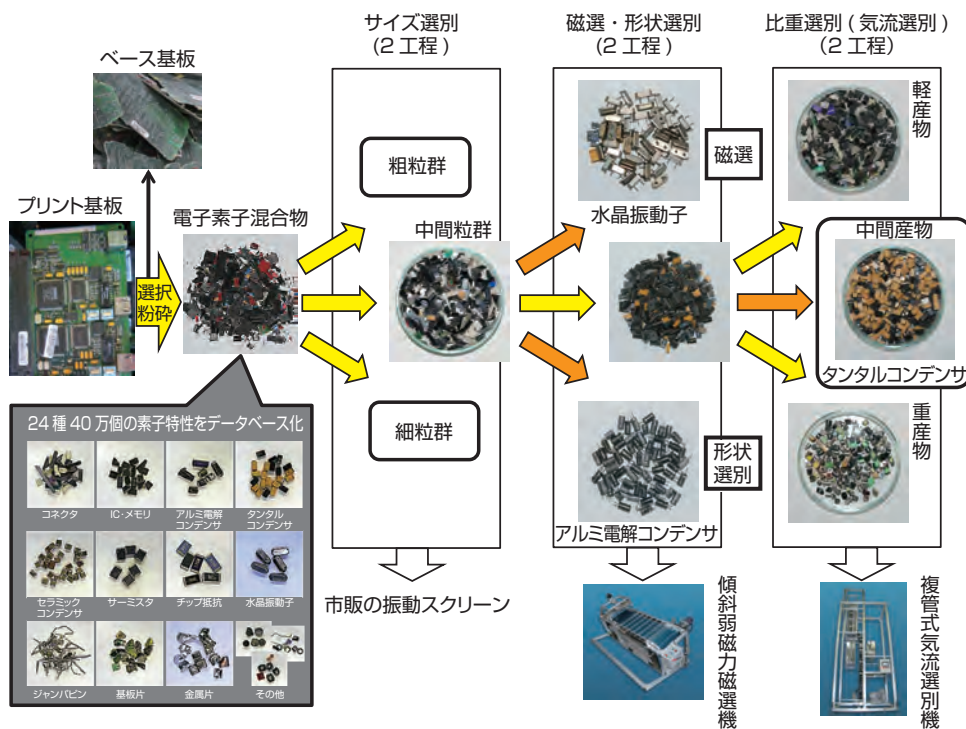 サイズ選別
(2 工程)
磁選・形状選別
(2 工程)
比重選別(気流選別)
(2 工程)
ベース基板
プリント基板
選択
粉砕
電子素子混合物
粗粒群
中間粒群
細粒群
磁選
水晶振動子
形状
選別
アルミ電解コンデンサ
軽産物
中間産物
タンタルコンデンサ
重産物
24 種 40 万個の素子特性をデータベース化
コネクタ
IC・メモリ
アルミ電解
コンデンサ
タンタル
コンデンサ
セラミック
コンデンサ
サーミスタ
チップ抵抗
水晶振動子
ジャンパピン
基板片
金属片
その他
市販の振動スクリーン
傾斜弱磁力磁選機
複管式気流選別機